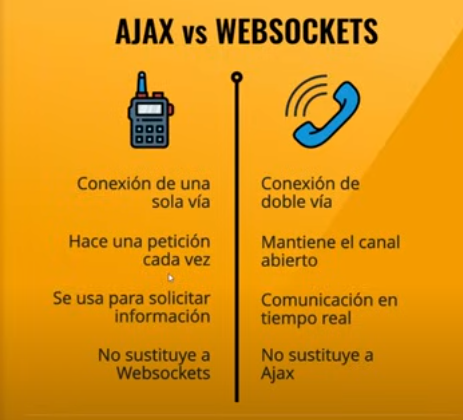 AJAX vs WEBSOCKETS
Conexión de una
sola vía
Hace una petición
cada vez
Se usa para solicitar
información
No sustituye a
Websockets
Conexión de
doble vía
Mantiene el canal
abierto
Comunicación en
tiempo real
No sustituye a
Ajax